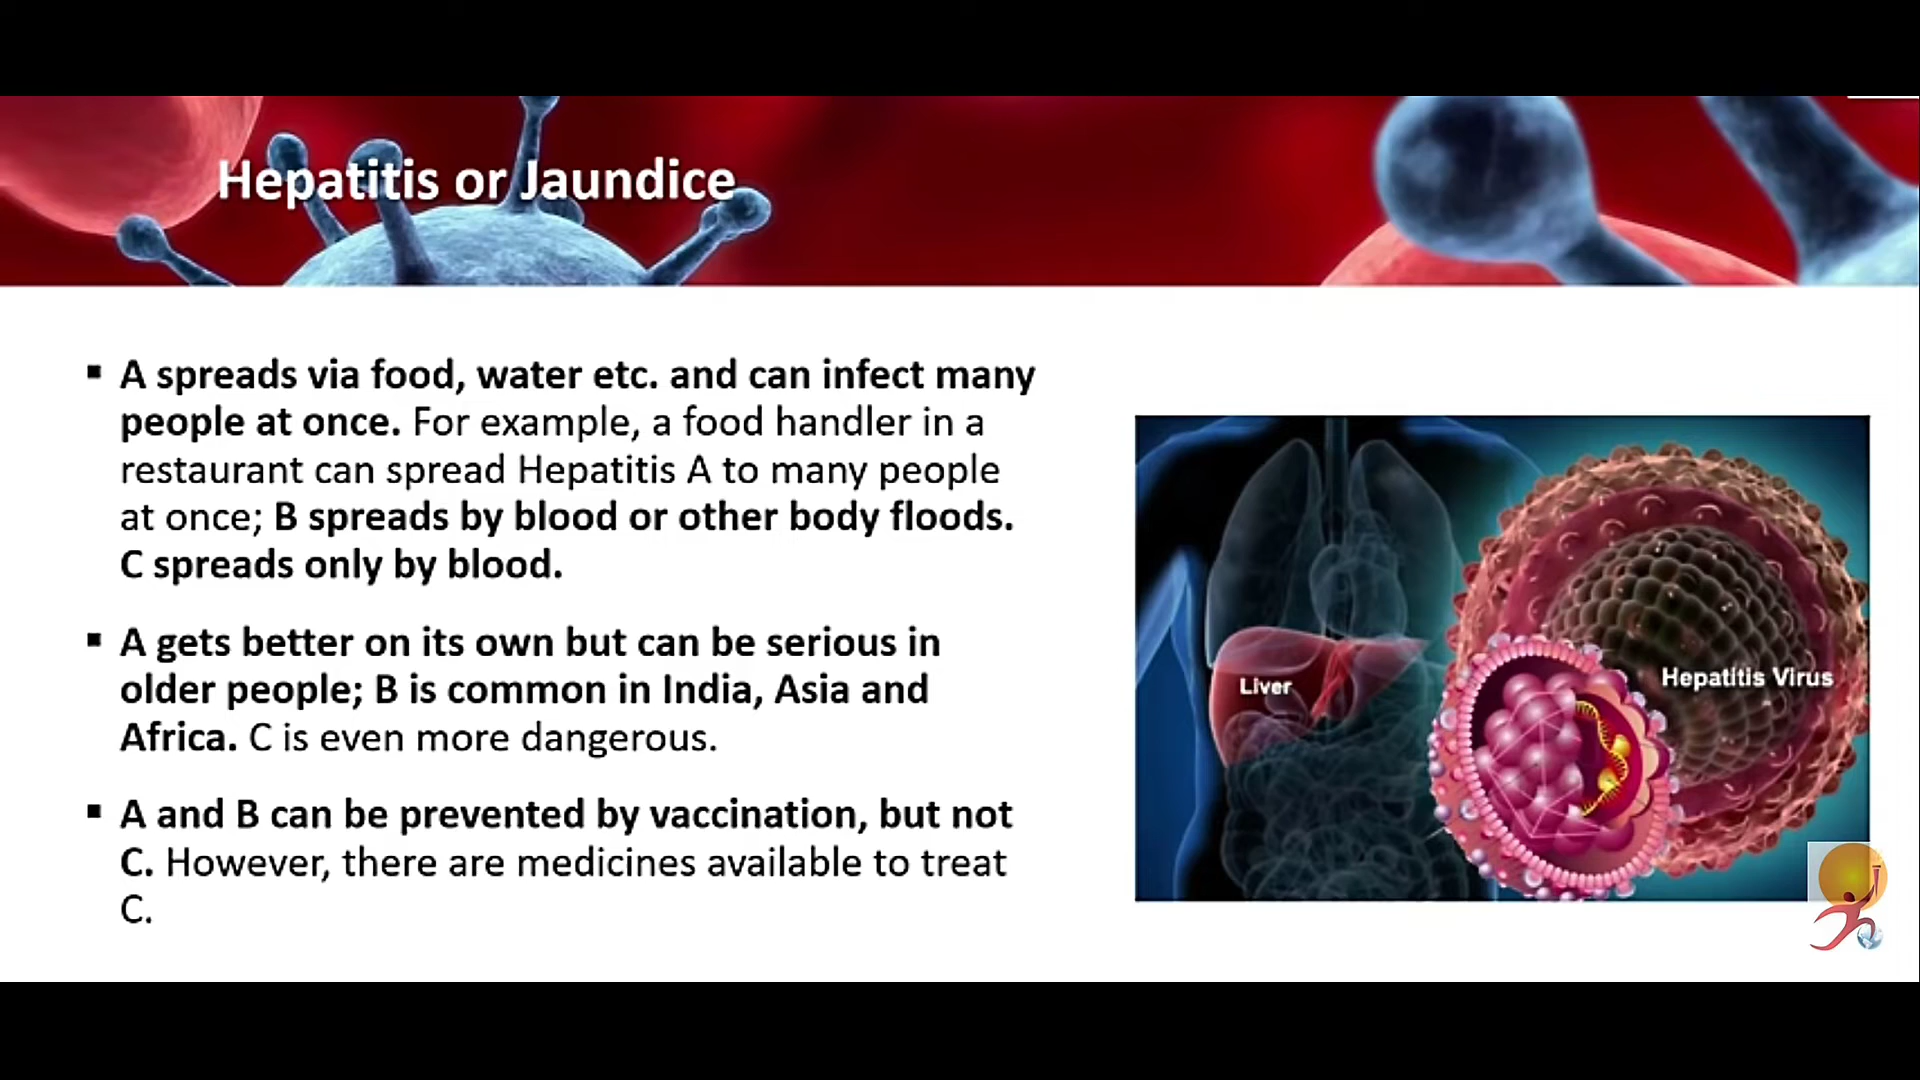 Hepatitis or Jaundice
▪ A spreads via food, water etc. and can infect many
people at once. For example, a food handler in a
restaurant can spread Hepatitis A to many people
at once; B spreads by blood or other body floods.
C spreads only by blood.
▪ A gets better on its own but can be serious in
older people; B is common in India, Asia and
Africa. C is even more dangerous.
▪ A and B can be prevented by vaccination, but not
C. However, there are medicines available to treat
C.
Liver
Hepatitis Virus